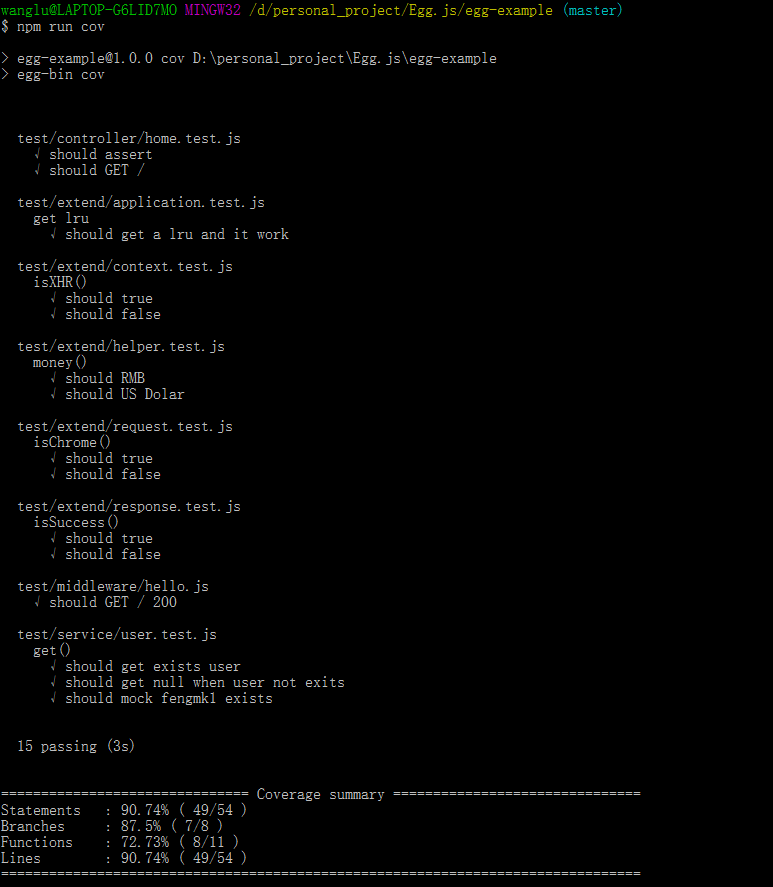 wanglu@LAPTOP-G6LID7MO MINGW32 /d/personal_project/Egg.js/egg-example (master)
$ npm run cov
> egg-example@1.0.0 cov D:\personal_project\Egg.js\egg-example
> egg-bin cov
test/controller/home.test.js
√ should assert
√ should GET /
test/extend/application.test.js
get lru
√ should get a lru and it work
test/extend/context.test.js
isXHR()
√ should true
√ should false
test/extend/helper.test.js
money()
√ should RMB
√ should US Dolar
test/extend/request.test.js
isChrome()
√ should true
√ should false
test/extend/response.test.js
isSuccess()
√ should true
√ should false
test/middleware/hello.js
√ should GET / 200
test/service/user.test.js
get()
√ should get exists user
√ should get null when user not exits
√ should mock fengmk1 exists
15 passing (3s)
=============================== Coverage summary ===============================
Statements   : 90.74% ( 49/54 )
Branches     : 87.5% ( 7/8 )
Functions    : 72.73% ( 8/11 )
Lines        : 90.74% ( 49/54 )
================================================================================